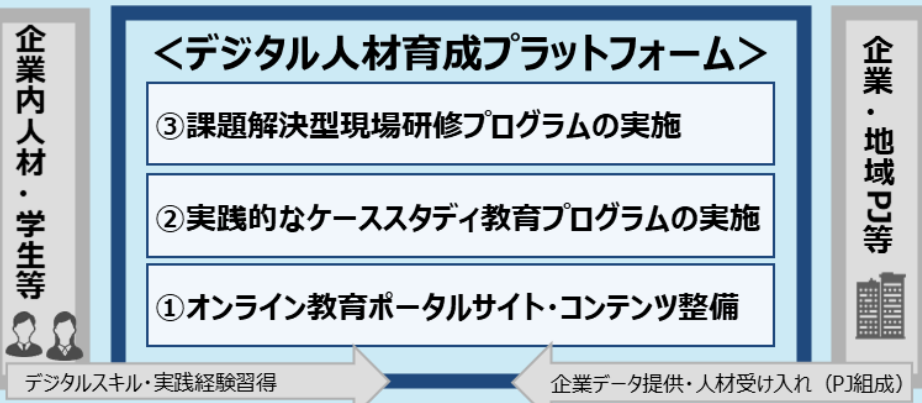 企業内人材・学生等
＜デジタル人材育成プラットフォーム＞
③課題解決型現場研修プログラムの実施
②実践的なケーススタディ教育プログラムの実施
①オンライン教育ポータルサイト・コンテンツ整備
企業・地域PJ等
デジタルスキル・実践経験習得
企業データ提供・人材受け入れ（PJ組成）